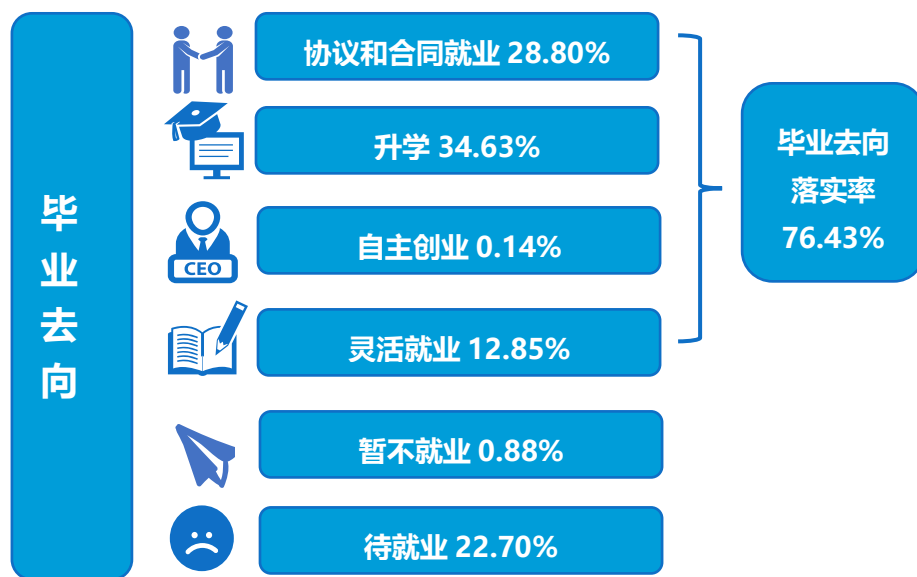 毕业去向
协议和合同就业 28.80%
升学 34.63%
CEO
自主创业 0.14%
灵活就业 12.85%
暂不就业 0.88%
待就业 22.70%
毕业去向
落实率
76.43%